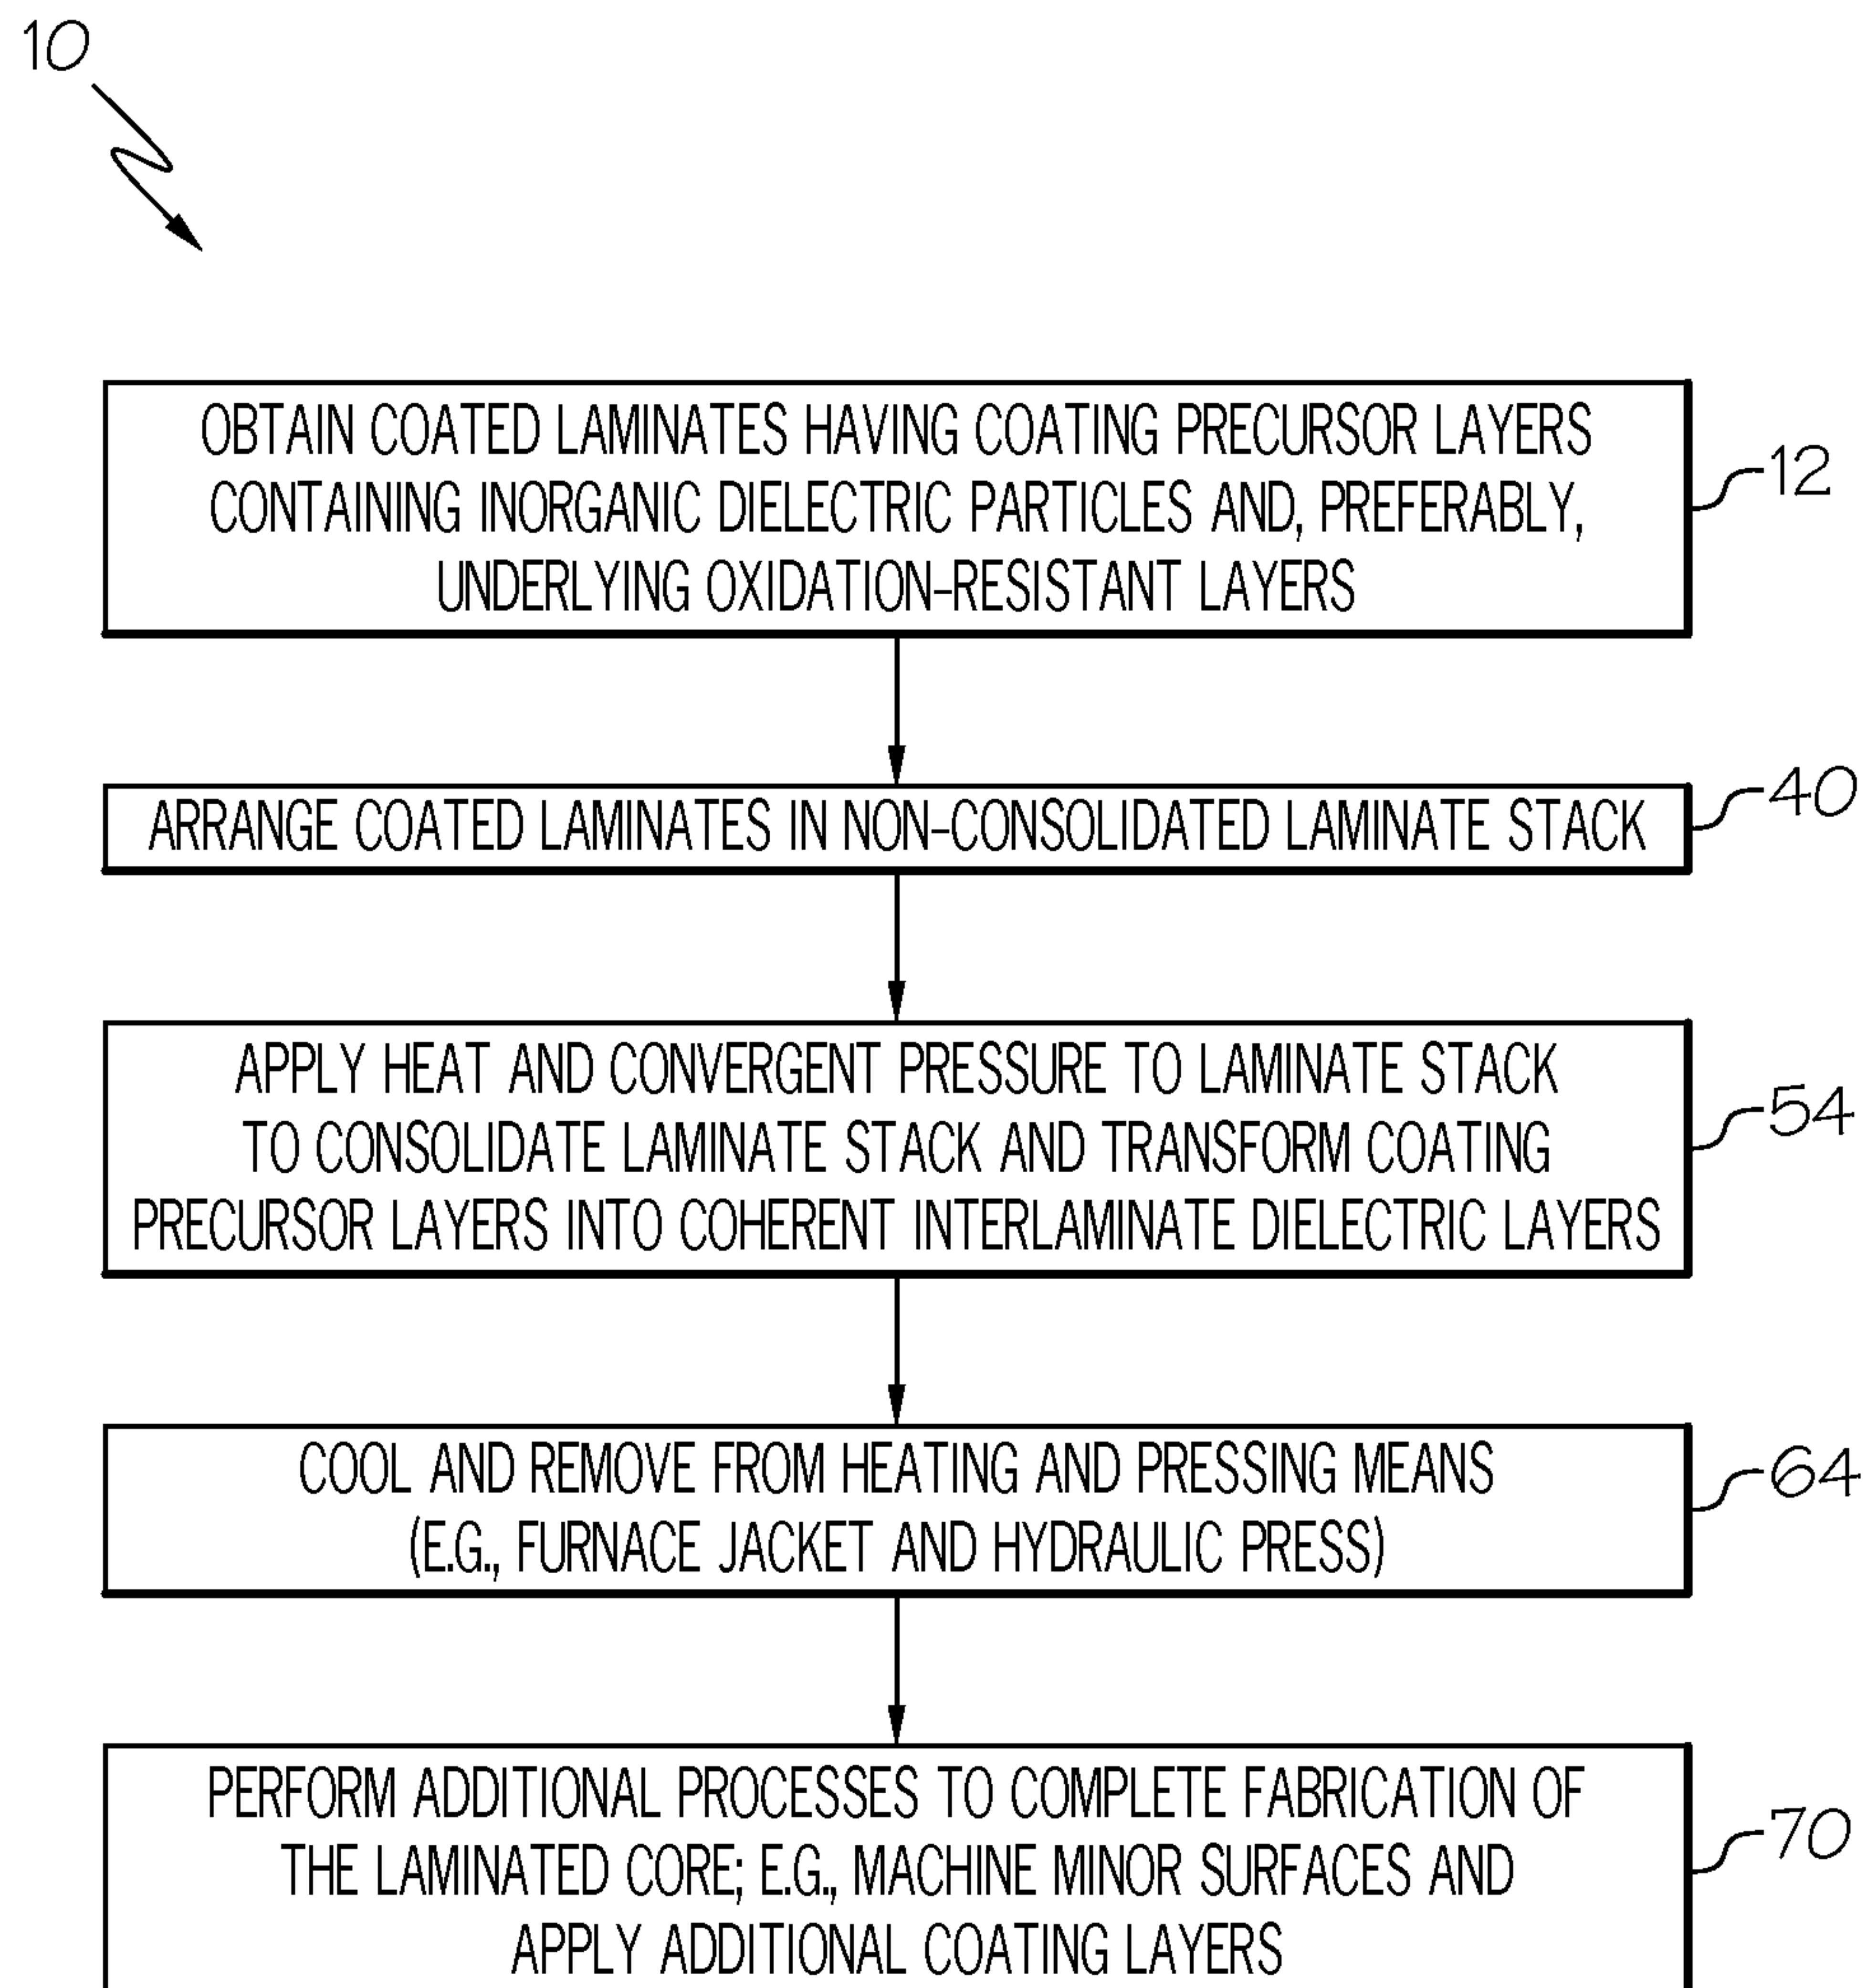 10
OBTAIN COATED LAMINATES HAVING COATING PRECURSOR LAYERS
CONTAINING INORGANIC DIELECTRIC PARTICLES AND, PREFERABLY,
UNDERLYING OXIDATION-RESISTANT LAYERS
12
ARRANGE COATED LAMINATES IN NON-CONSOLIDATED LAMINATE STACK
40
APPLY HEAT AND CONVERGENT PRESSURE TO LAMINATE STACK
TO CONSOLIDATE LAMINATE STACK AND TRANSFORM COATING
PRECURSOR LAYERS INTO COHERENT INTERLAMINATE DIELECTRIC LAYERS
54
COOL AND REMOVE FROM HEATING AND PRESSING MEANS
(E.G., FURNACE JACKET AND HYDRAULIC PRESS)
64
PERFORM ADDITIONAL PROCESSES TO COMPLETE FABRICATION OF
THE LAMINATED CORE; E.G., MACHINE MINOR SURFACES AND
APPLY ADDITIONAL COATING LAYERS
70